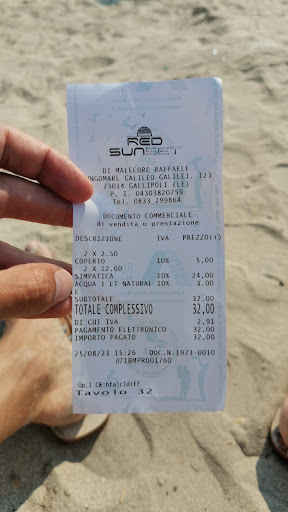 RED
SUNSET
DI MALECORE RAFFAELE
NGOMARE GALILEO GALILEI, 123
73014 GALLIPOLI (LE)
P. I. 04303820759
Tel. 0833 299864
DOCUMENTO COMMERCIALE
di vendita o prestazione
DESCRIZIONE IVA PREZZO(€)
2 X 2.50
COPERTO 10% 5,00
2 X 12.00
SIMPATICA 10% 24,00
ACQUA 1 LT NATURAL 10% 3,00
E
SUBTOTALE 32,00
TOTALE COMPLESSIVO 32,00
DI CUI IVA 2,91
PAGAMENTO ELETTRONICO 32,00
IMPORTO PAGATO 32,00
25/08/23 15:26 DOC.N.1973-0010
Tavolo 32